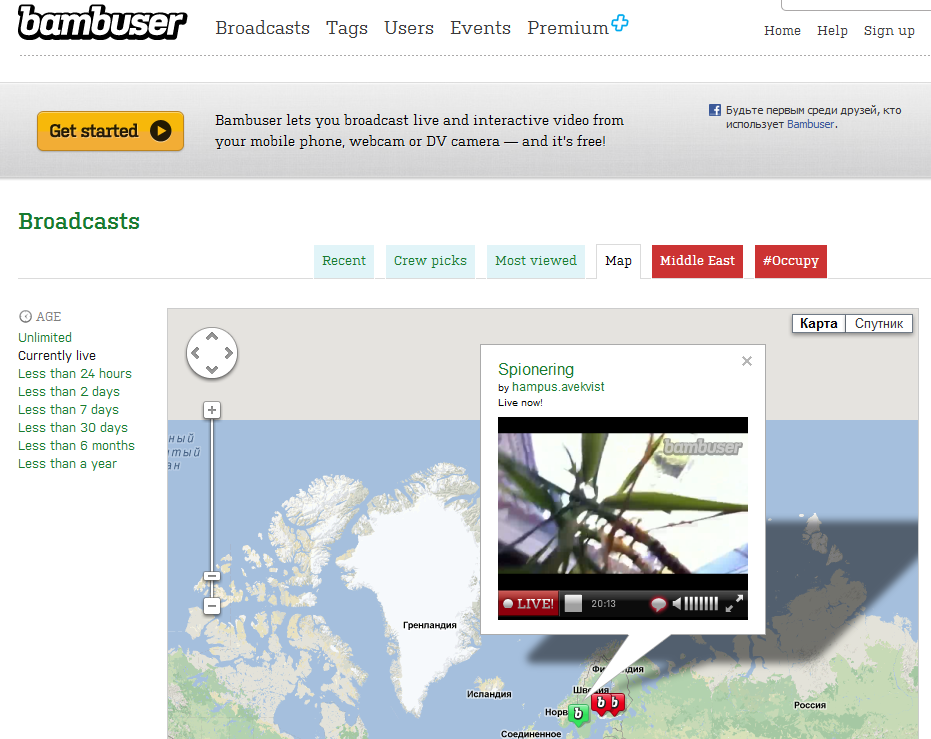 bambuser
Broadcasts Tags Users Events Premium
Home Help Sign up
Get started
Bambuser lets you broadcast live and interactive video from
your mobile phone, webcam or DV camera — and it's free!
Будьте первым среди друзей, кто
использует Bambuser.
Broadcasts
Recent Crew picks Most viewed Map Middle East #Occupy
AGE
Unlimited
Currently live
Less than 24 hours
Less than 2 days
Less than 7 days
Less than 30 days
Less than 6 months
Less than a year
Карта Спутник
Spionering
by hampus.avekvist
Live now!
bambuser
LIVE! 20:13
Гренландия
Исландия
Швеция
Россия
Соединенное